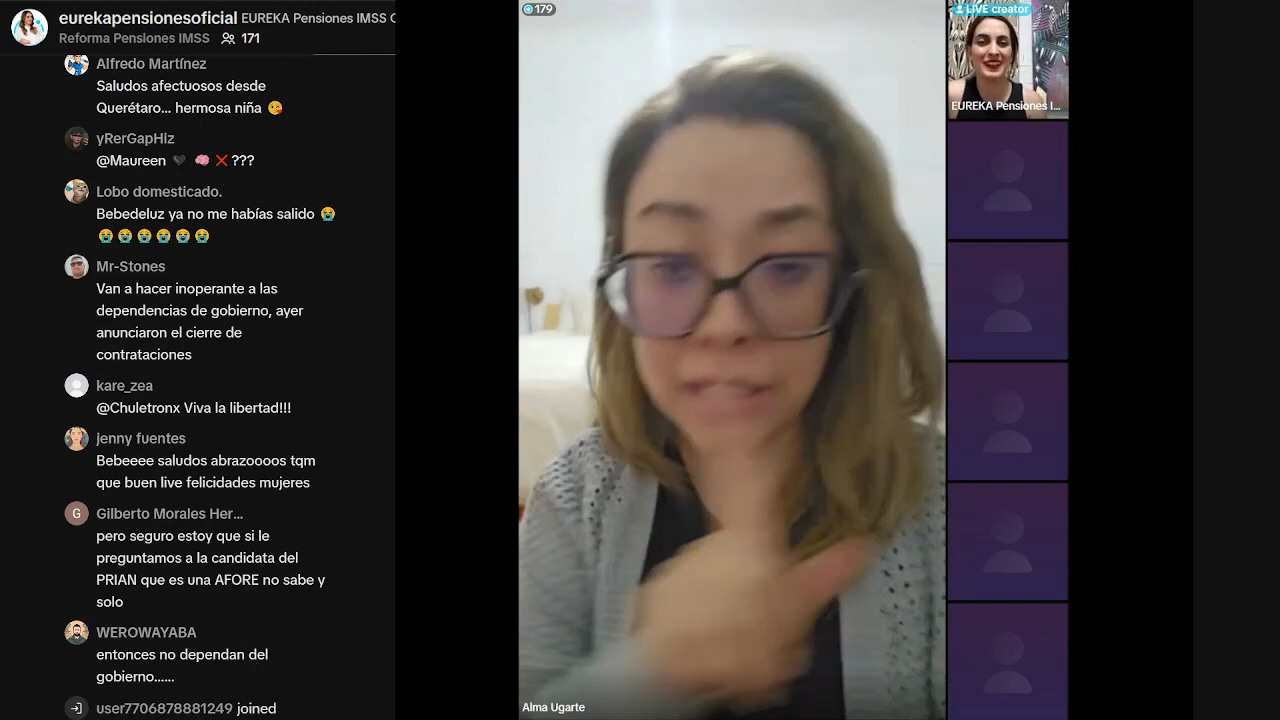 eurekapensionesoficial EUREKA Pensiones IMSS
Reforma Pensiones IMSS 171
Alfredo Martínez
Saludos afectuosos desde
Querétaro... hermosa niña 😘
yRerGapHlz
@Maureen 🖤 🧠 ❌ ???
Lobo domesticado.
Bebedeluz ya no me habías salido 😭
😭😭😭😭😭😭
Mr-Stones
Van a hacer inoperante a las
dependencias de gobierno, ayer
anunciaron el cierre de
contrataciones
kare_zea
@Chuletronx Viva la libertad!!!
jenny fuentes
Bebeeee saludos abrazoooos tqm
que buen live felicidades mujeres
G
Gilberto Morales Her...
pero seguro estoy que si le
preguntamos a la candidata del
PRIAN que es una AFORE no sabe y
solo
WEROWAYABA
entonces no dependan del
gobierno......
user7706878881249 joined
179
Alma Ugarte
LIVE creator
EUREKA Pensiones I...